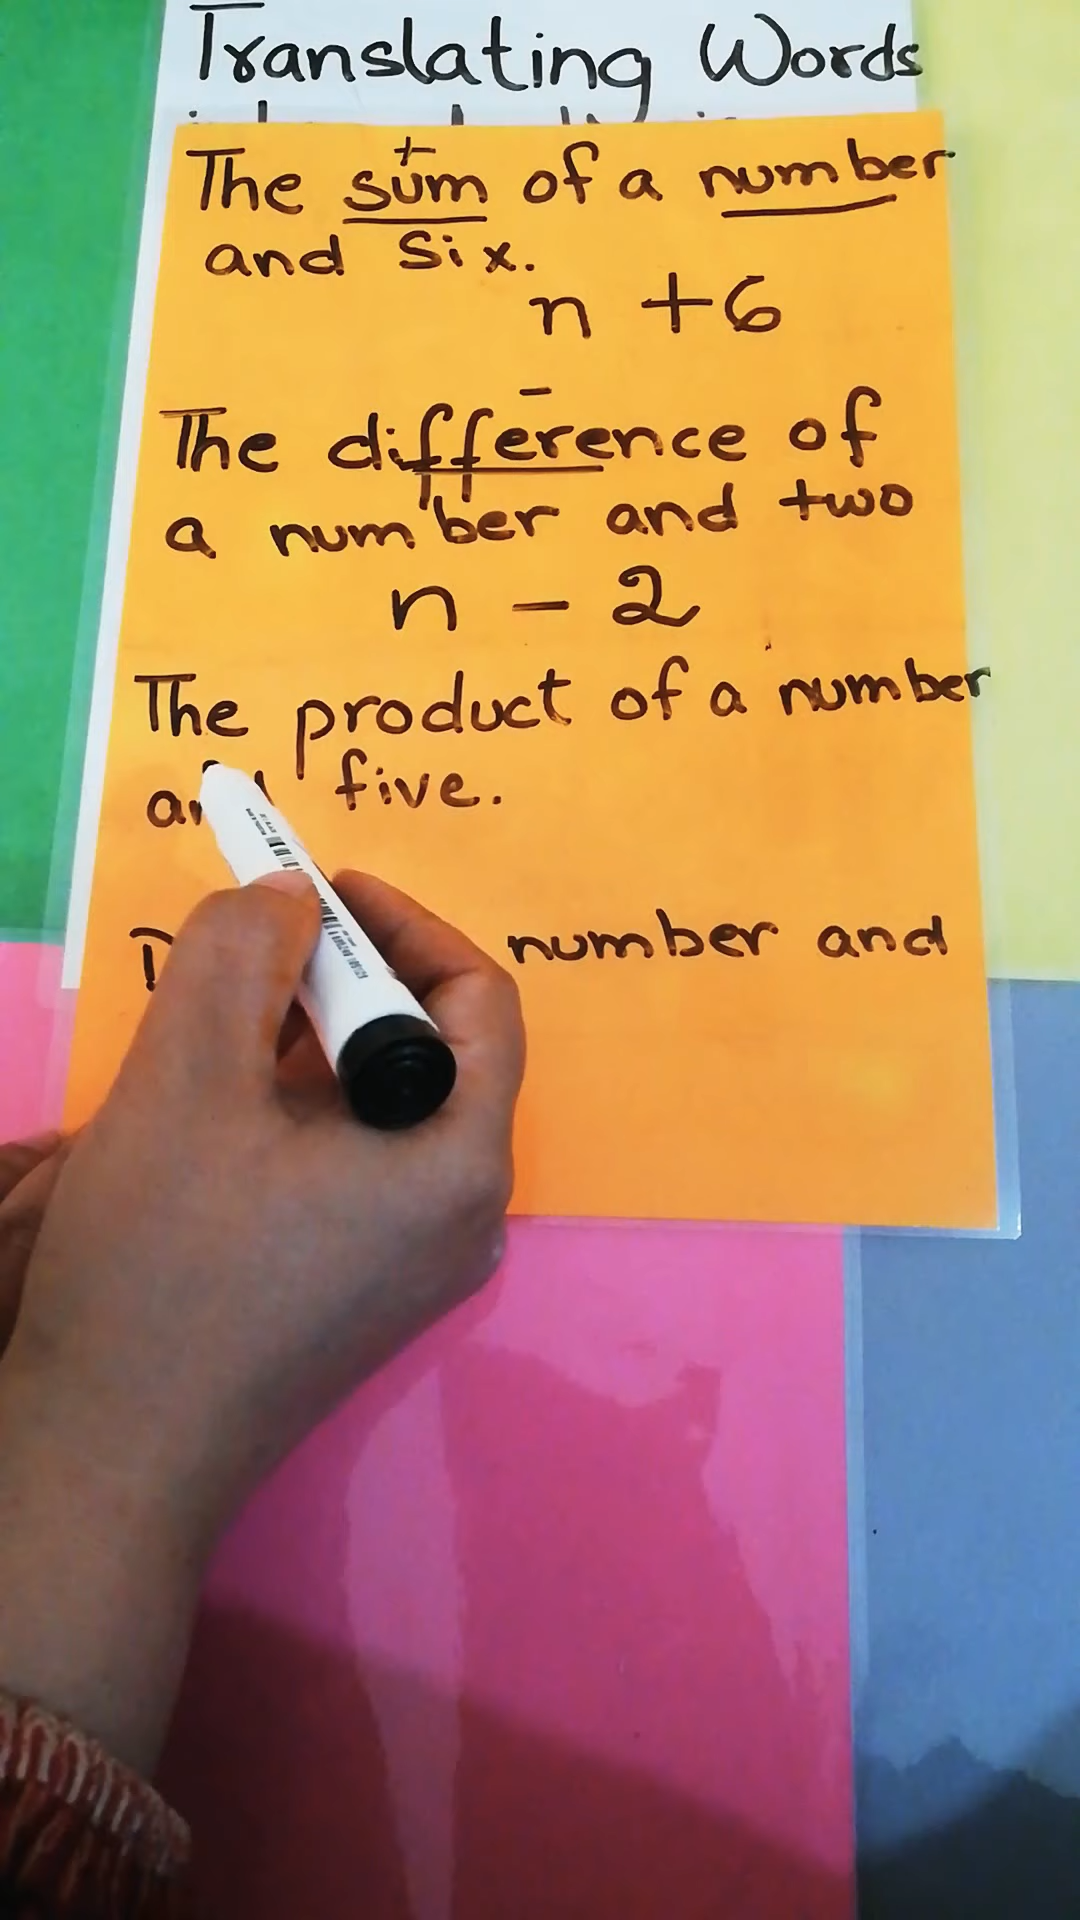 Translating Words
+
The sum of a number
and six.
n + 6
-
The difference of
a number and two
n - 2
The product of a number
five.
number and